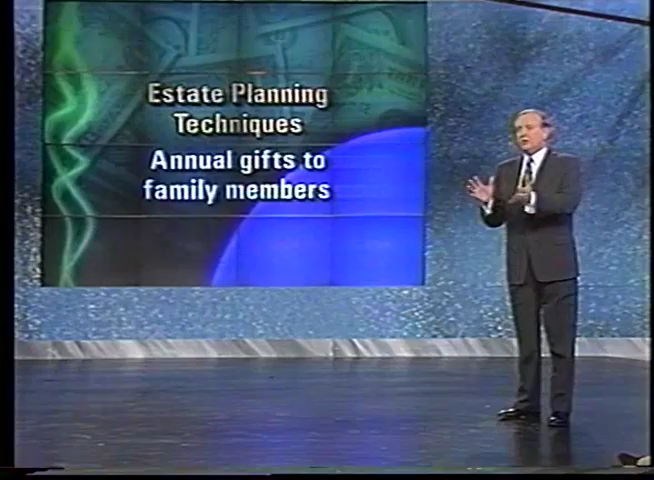 Estate Planning
Techniques
Annual gifts to
family members